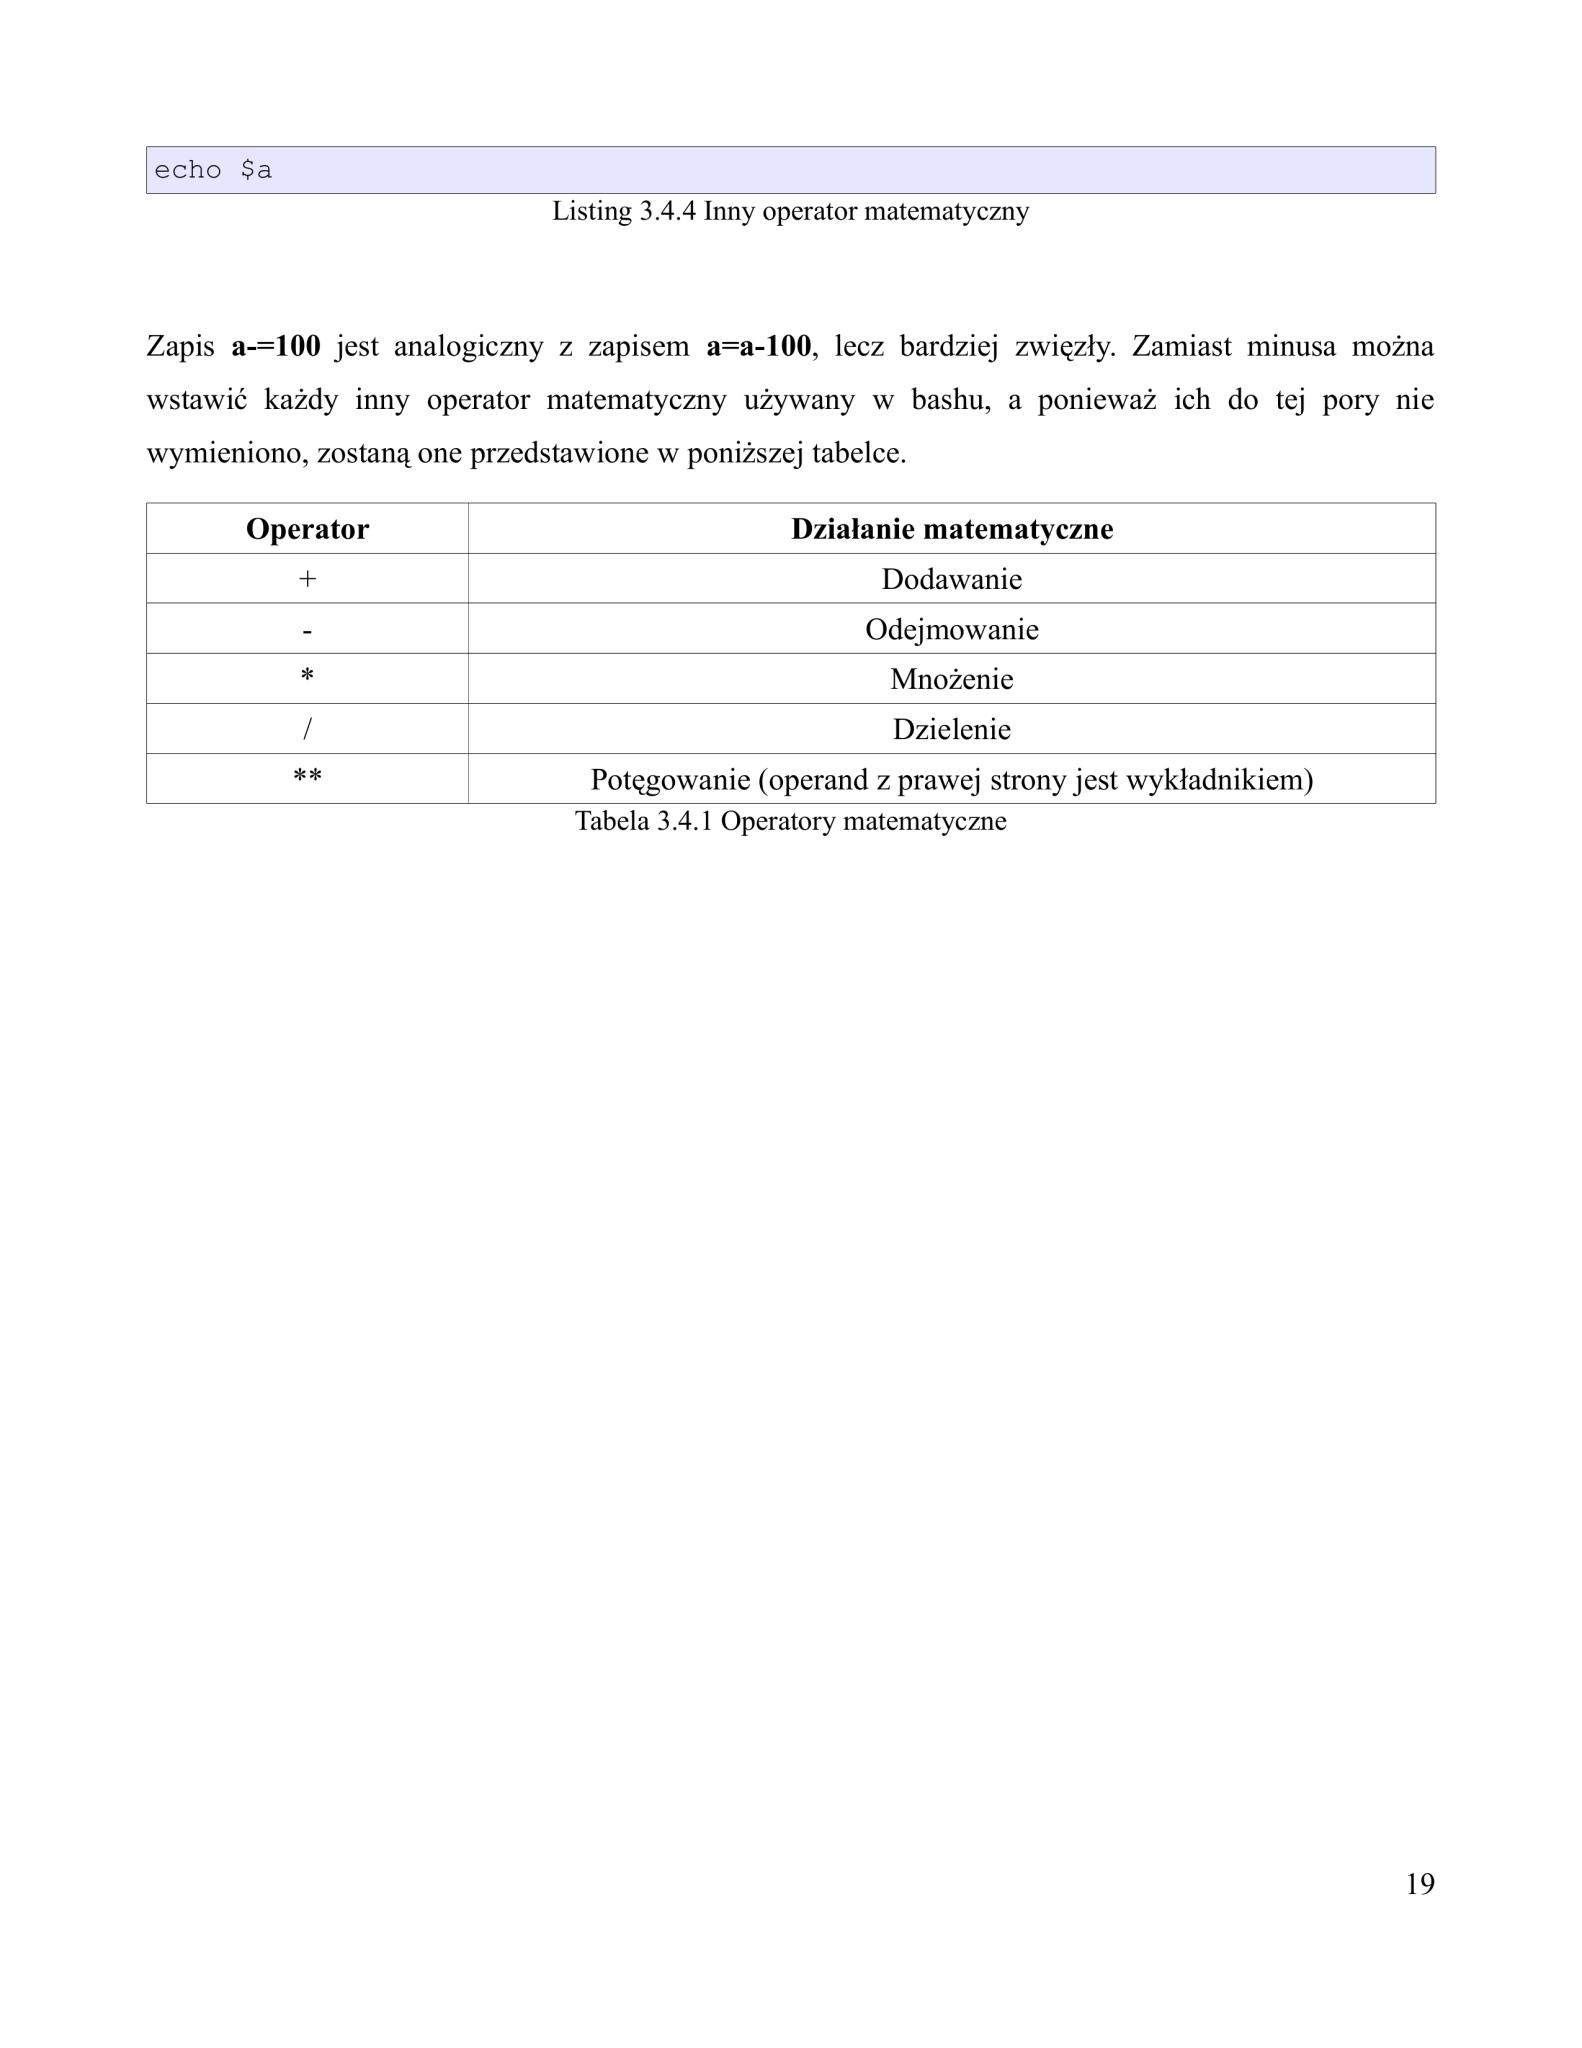 echo $a
Listing 3.4.4 Inny operator matematyczny
Zapis a-=100 jest analogiczny z zapisem a=a-100, lecz bardziej zwięzły. Zamiast minusa można
wstawić każdy inny operator matematyczny używany w bashu, a ponieważ ich do tej pory nie
wymieniono, zostaną one przedstawione w poniższej tabelce.
Operator Działanie matematyczne
+ Dodawanie
- Odejmowanie
* Mnożenie
/ Dzielenie
** Potęgowanie (operand z prawej strony jest wykładnikiem)
Tabela 3.4.1 Operatory matematyczne
19